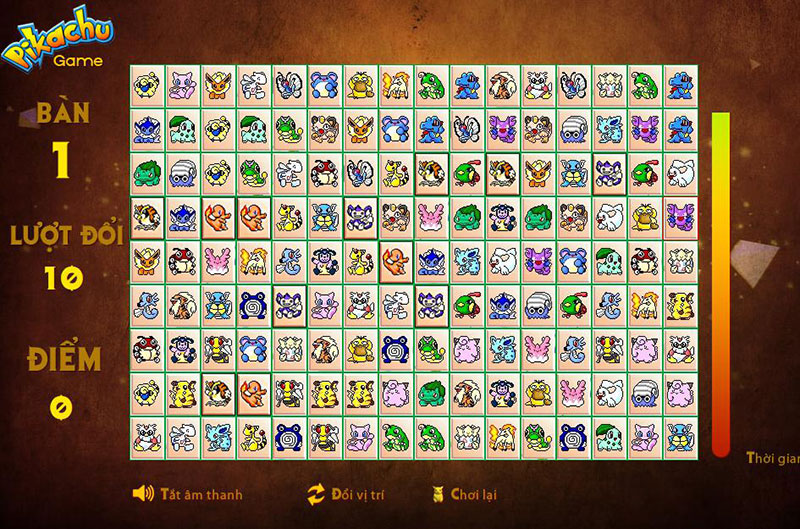 Pikachu
Game
BÀN
1
LƯỢT ĐỔI
10
ĐIỂM
0
Thời gian
Tắt âm thanh
Đổi vị trí
Chơi lại